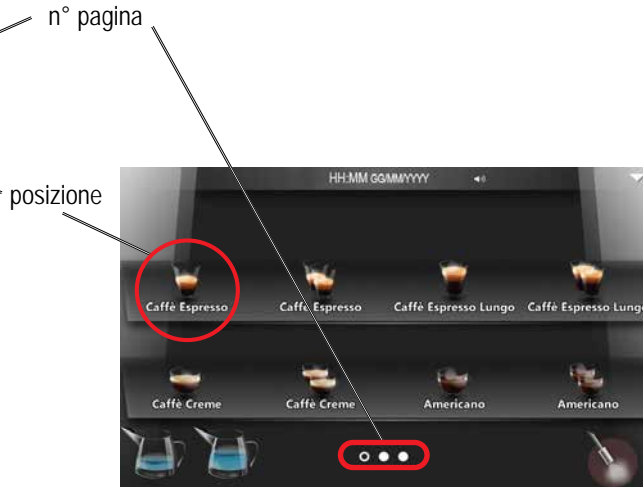 n° pagina
posizione
HH:MM GG/MM/YYYY
Caffè Espresso Caffè Espresso Caffè Espresso Lungo Caffè Espresso Lungo
Caffè Creme Caffè Creme Americano Americano